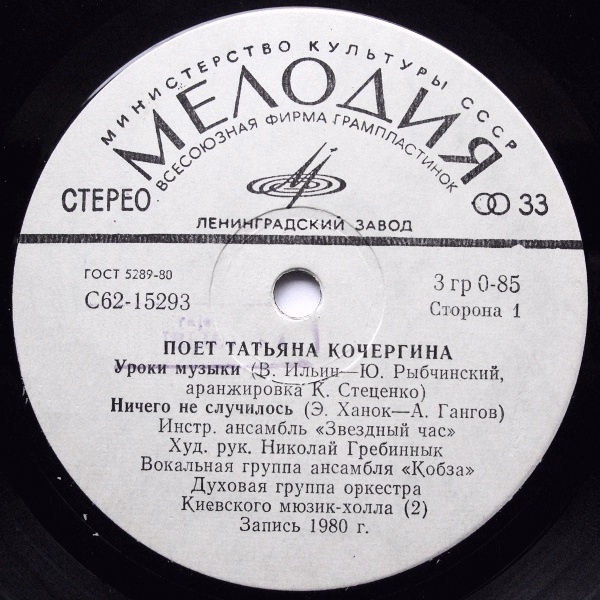 МИНИСТЕРСТВО КУЛЬТУРЫ СССР
МЕЛОДИЯ
ВСЕСОЮЗНАЯ ФИРМА ГРАМПЛАСТИНОК
СТЕРЕО
33
ЛЕНИНГРАДСКИЙ ЗАВОД
ГОСТ 5289-80
С62-15293
3 гр 0-85
Сторона 1
ПОЕТ ТАТЬЯНА КОЧЕРГИНА
Уроки музыки (В. Ильин—Ю. Рыбчинский,
аранжировка К. Стеценко)
Ничего не случилось (Э. Ханок—А. Гангов)
Инстр. ансамбль «Звездный час»
Худ. рук. Николай Гребиннык
Вокальная группа ансамбля «Кобза»
Духовая группа оркестра
Киевского мюзик-холла (2)
Запись 1980 г.